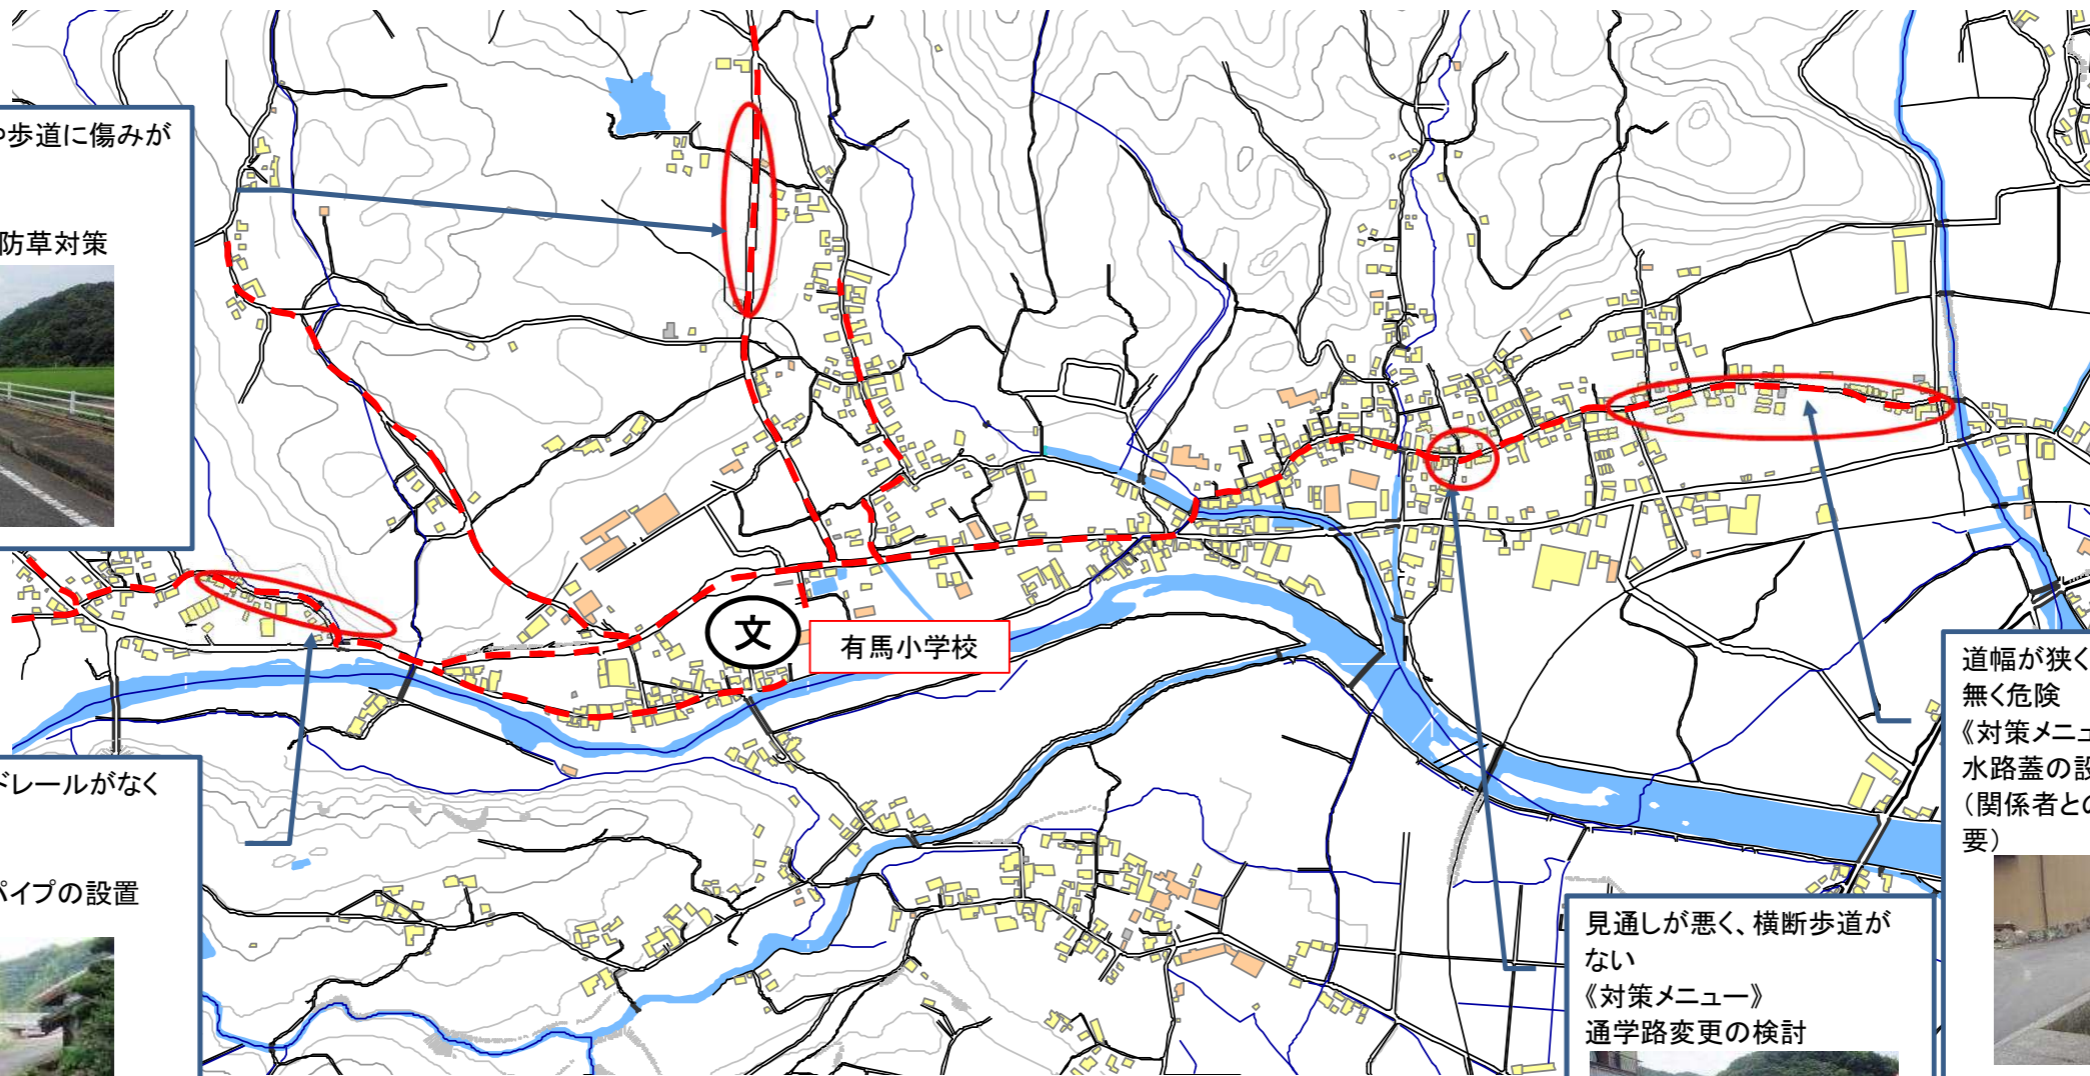 歩道に傷みが
防草対策
文
有馬小学校
ドレールがなく
パイプの設置
見通しが悪く、横断歩道が
ない
《対策メニュー》
通学路変更の検討
道幅が狭く
無く危険
《対策メニュ
水路蓋の設
（関係者との
要）